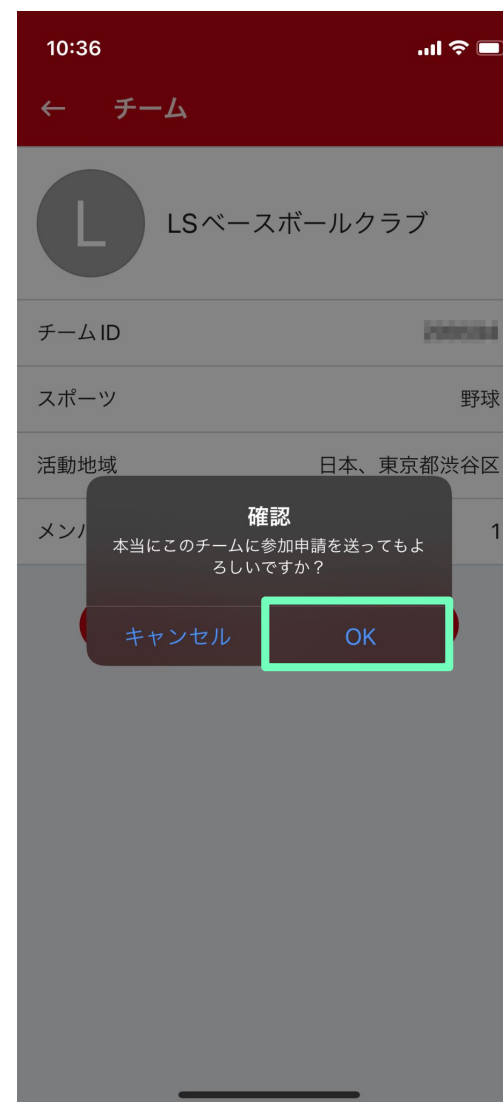 10:36
← チーム
L
LSベースボールクラブ
チームID
スポーツ 野球
活動地域 日本、東京都渋谷区
メン 1
確認
本当にこのチームに参加申請を送ってもよ
ろしいですか？
キャンセル OK